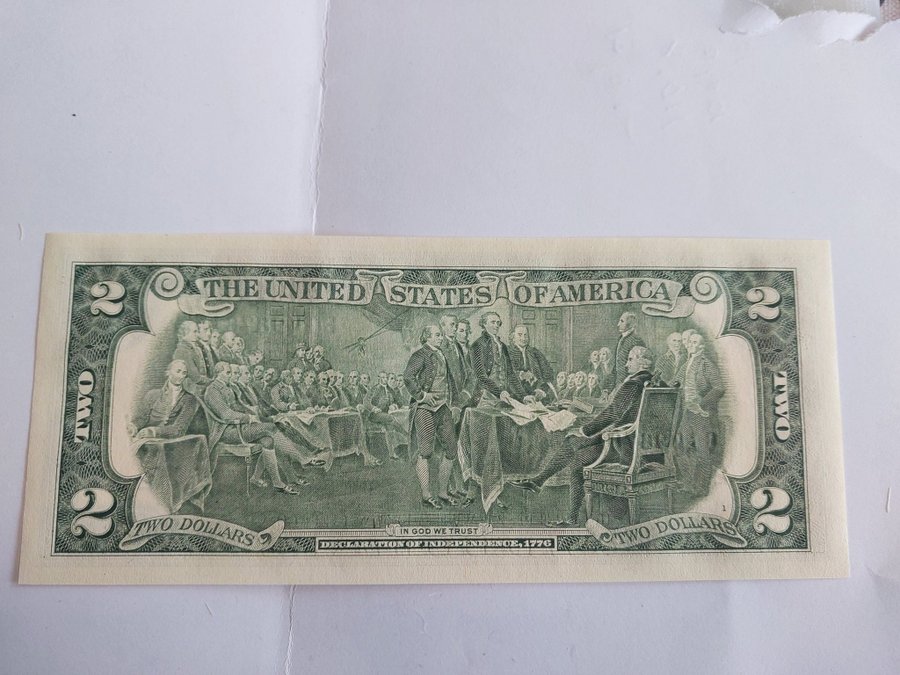 THE UNITED STATES OF AMERICA
2
2
TWO
TWO
2
2
TWO DOLLARS
TWO DOLLARS
1
IN GOD WE TRUST
DECLARATION OF INDEPENDENCE, 1776